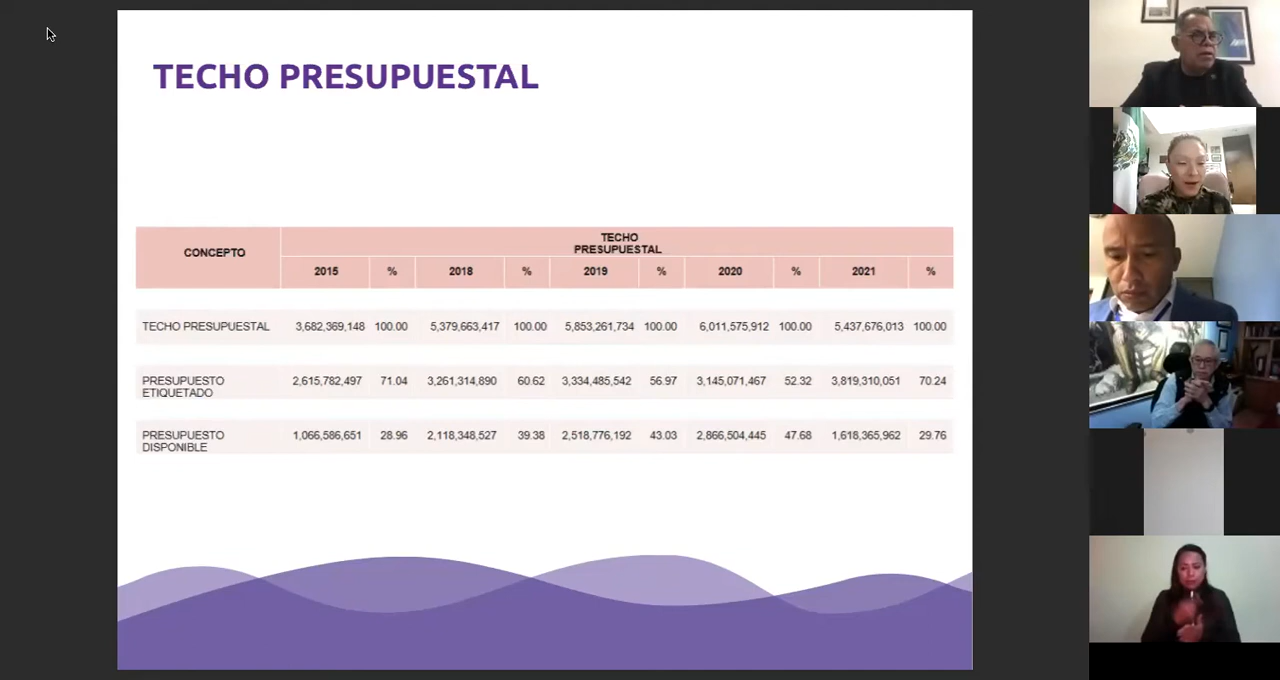 TECHO PRESUPUESTAL
CONCEPTO
TECHO
PRESUPUESTAL
2015 % 2018 % 2019 % 2020 % 2021 %
TECHO PRESUPUESTAL 3,682,369,148 100.00 5,379,663,417 100.00 5,853,261,734 100.00 6,011,575,912 100.00 5,437,676,013 100.00
PRESUPUESTO
ETIQUETADO 2,615,782,497 71.04 3,261,314,890 60.62 3,334,485,542 56.97 3,145,071,467 52.32 3,819,310,051 70.24
PRESUPUESTO
DISPONIBLE 1,066,586,651 28.96 2,118,348,527 39.38 2,518,776,192 43.03 2,866,504,445 47.68 1,618,365,962 29.76